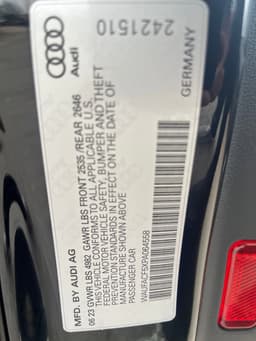 Audi
2421510
GERMANY
MFD. BY AUDI AG
06 23 GVWR LBS 4982 GAWR LBS FRONT 2535 /REAR 2646
THIS VEHICLE CONFORMS TO ALL APPLICABLE U.S.
FEDERAL MOTOR VEHICLE SAFETY, BUMPER AND THEFT
PREVENTION STANDARDS IN EFFECT ON THE DATE OF
MANUFACTURE SHOWN ABOVE
PASSENGER CAR